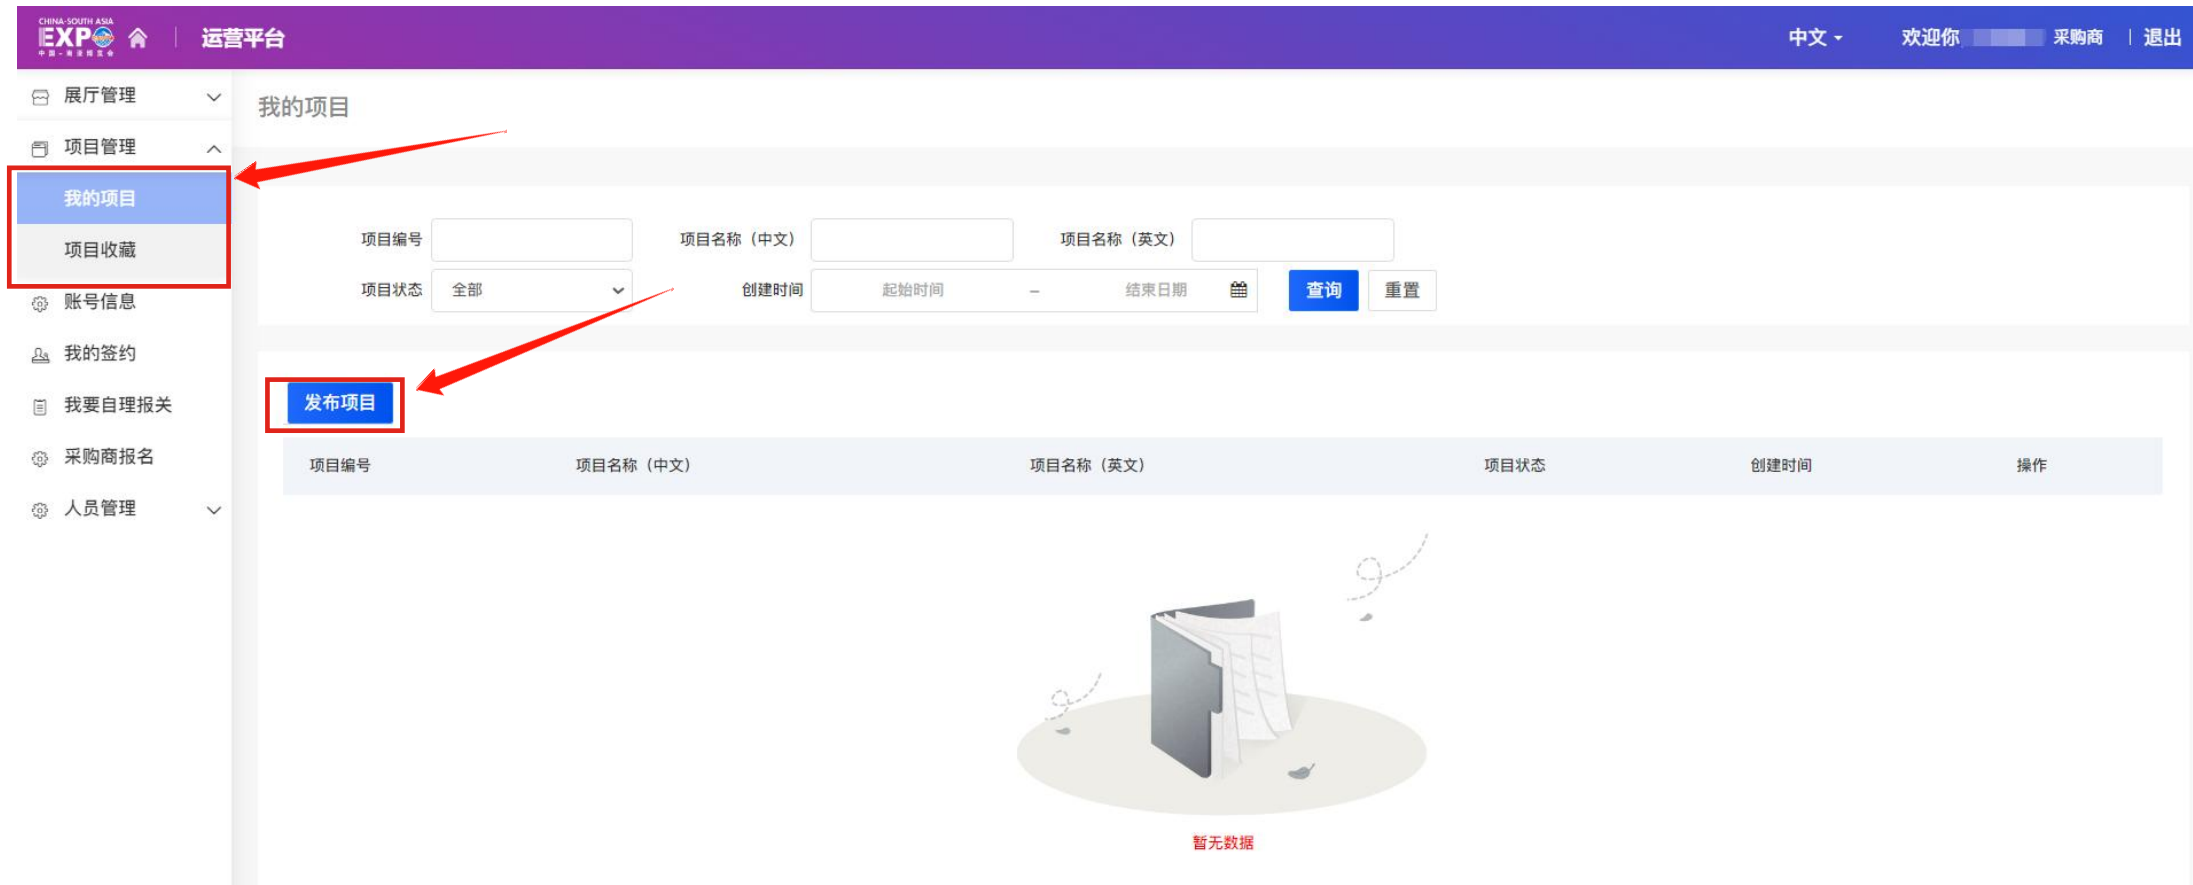 CHINA-SOUTH ASIA
EXPO
中国-南亚博览会
运营平台
中文
欢迎你
采购商
退出
展厅管理
项目管理
我的项目
项目收藏
账号信息
我的签约
我要自理报关
采购商报名
人员管理
我的项目
项目编号
项目名称（中文）
项目名称（英文）
项目状态
全部
创建时间
起始时间
–
结束日期
查询
重置
发布项目
项目编号
项目名称（中文）
项目名称（英文）
项目状态
创建时间
操作
暂无数据